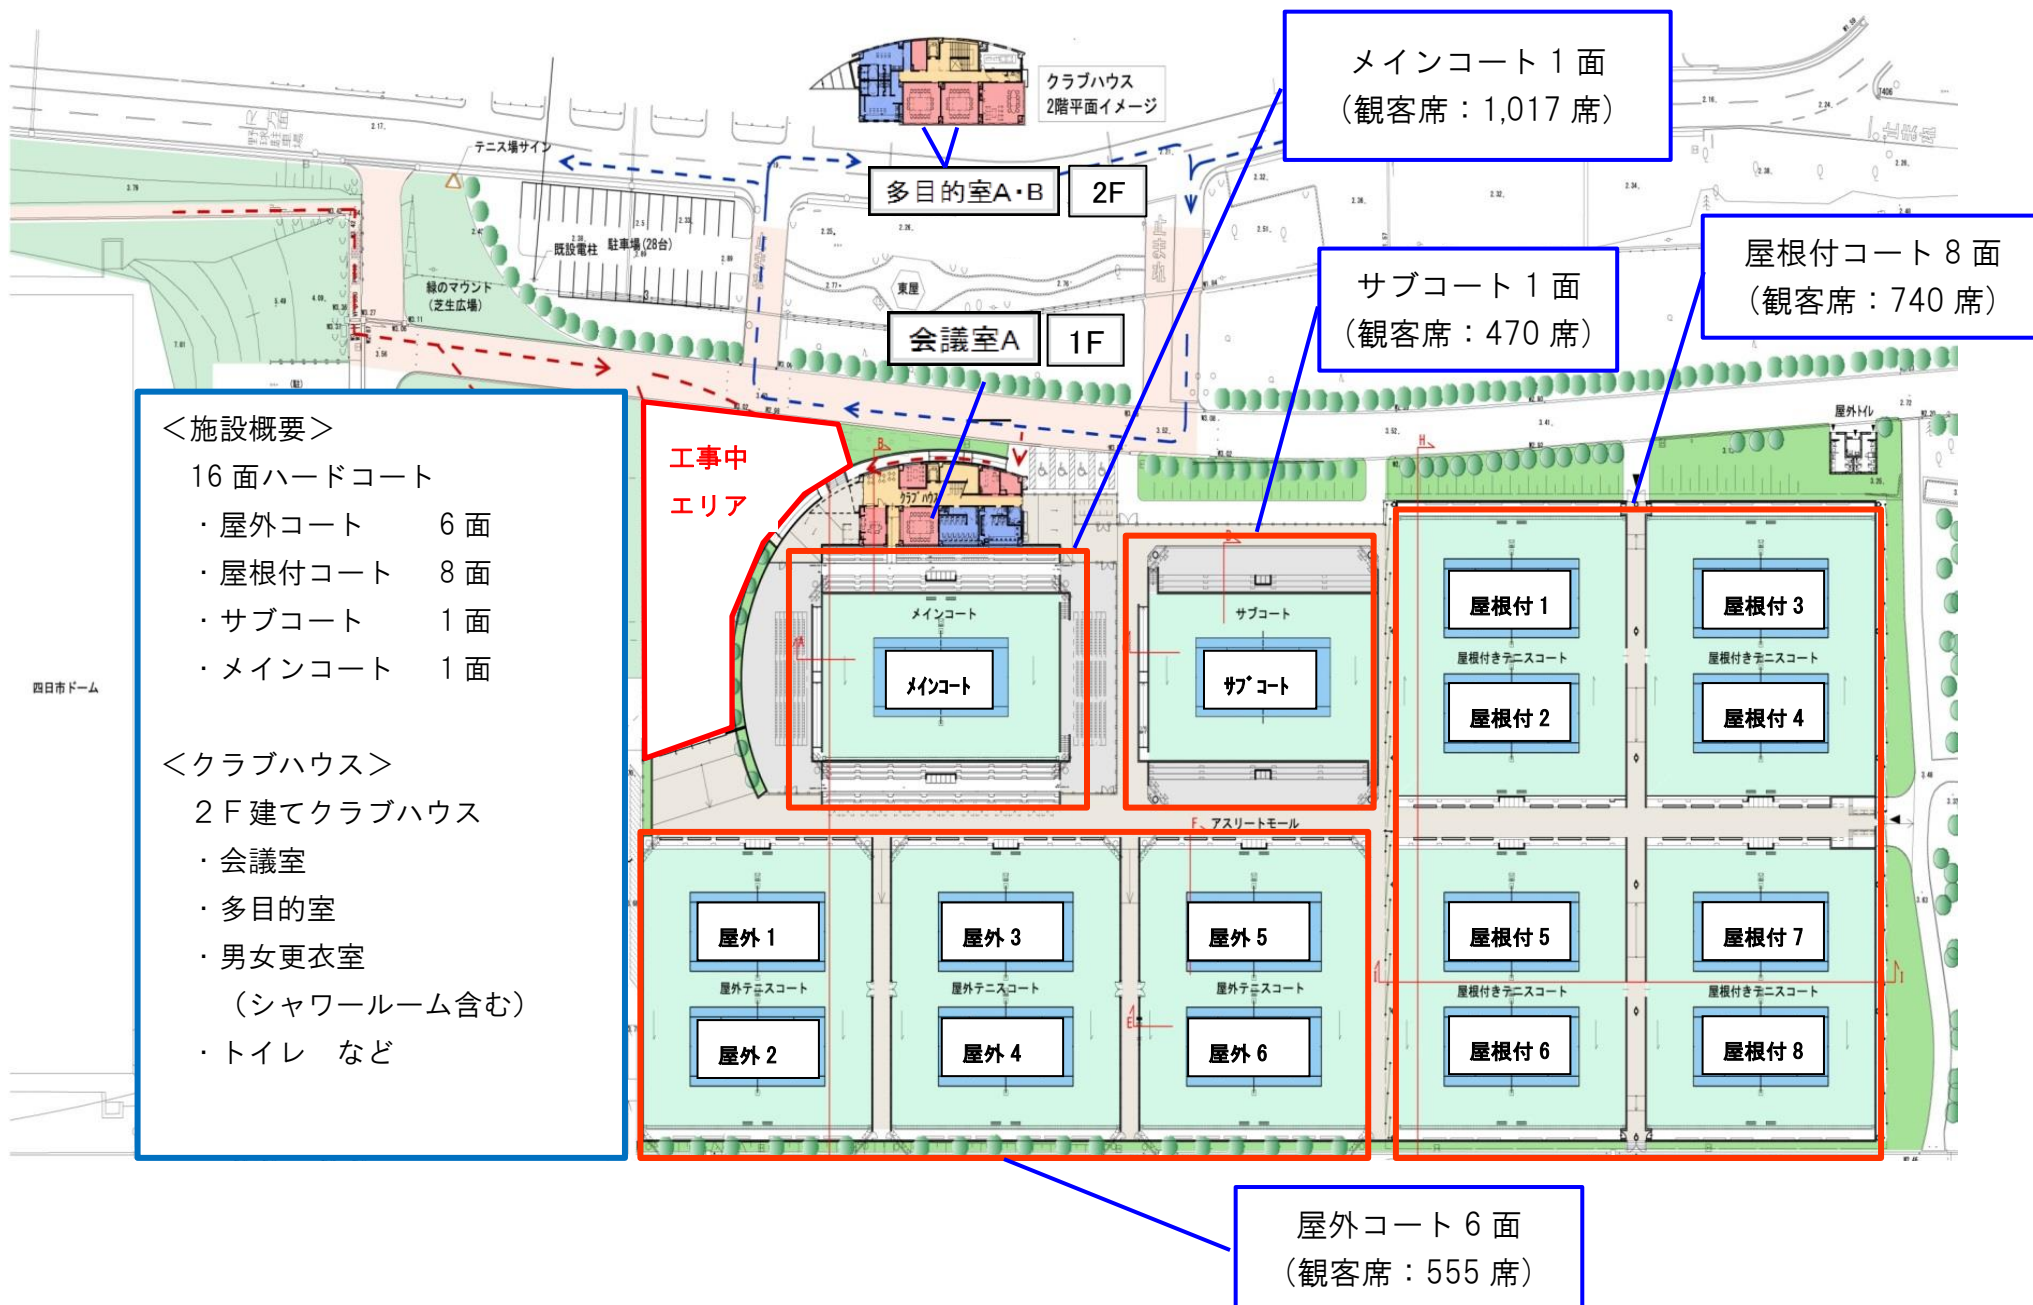 クラブハウス
2階平面イメージ
メインコート 1 面
（観客席：1,017 席）
テニス場サイン
多目的室A・B
2F
既設電柱
駐車場(28台)
緑のマウンド
(芝生広場)
東屋
サブコート 1 面
（観客席：470 席）
屋根付コート 8 面
（観客席：740 席）
会議室A
1F
屋外トイレ
＜施設概要＞
16 面ハードコート
・屋外コート 6 面
・屋根付コート 8 面
・サブコート 1 面
・メインコート 1 面
＜クラブハウス＞
２Ｆ建てクラブハウス
・会議室
・多目的室
・男女更衣室
（シャワールーム含む）
・トイレ など
四日市ドーム
工事中
エリア
クラブハウス
メインコート
メインコート
サブコート
サブコート
屋根付 1
屋根付 3
屋根付きテニスコート
屋根付きテニスコート
屋根付 2
屋根付 4
アスリートモール
屋外 1
屋外 3
屋外 5
屋根付 5
屋根付 7
屋外テニスコート
屋外テニスコート
屋外テニスコート
屋根付きテニスコート
屋根付きテニスコート
屋外 2
屋外 4
屋外 6
屋根付 6
屋根付 8
屋外コート 6 面
（観客席：555 席）